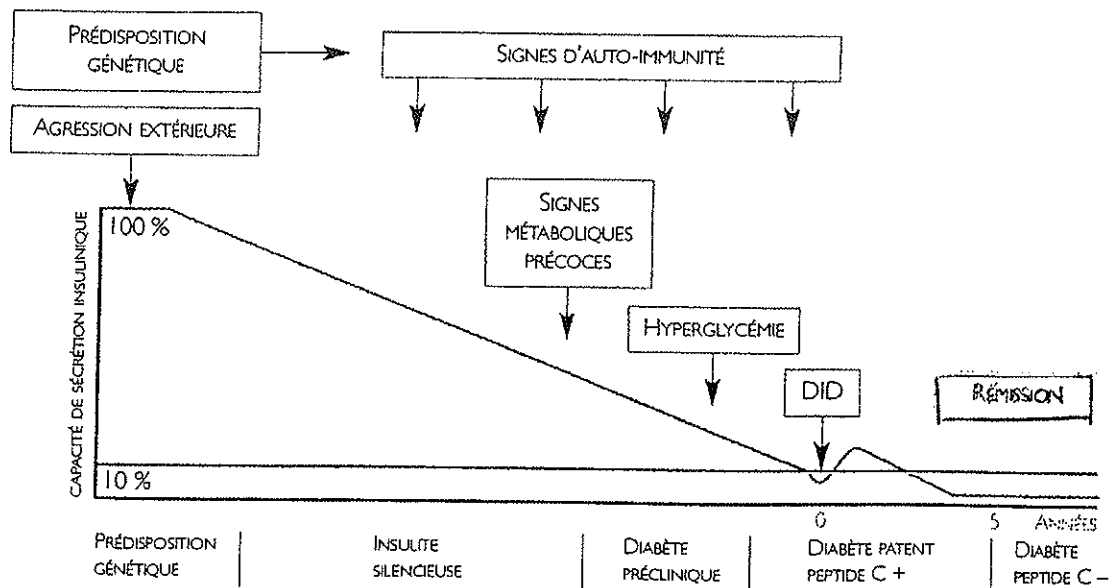 PRÉDISPOSITION
GÉNÉTIQUE
SIGNES D'AUTO-IMMUNITÉ
AGRESSION EXTÉRIEURE
SIGNES
MÉTABOLIQUES
PRÉCOCES
HYPERGLYCÉMIE
DID
RÉMISSION
CAPACITÉ DE SÉCRÉTION INSULINIQUE
100 %
10 %
0 5 ANNÉES
PRÉDISPOSITION
GÉNÉTIQUE
INSULITE
SILENCIEUSE
DIABÈTE
PRÉCLINIQUE
DIABÈTE PATENT
PEPTIDE C +
DIABÈTE
PEPTIDE C –